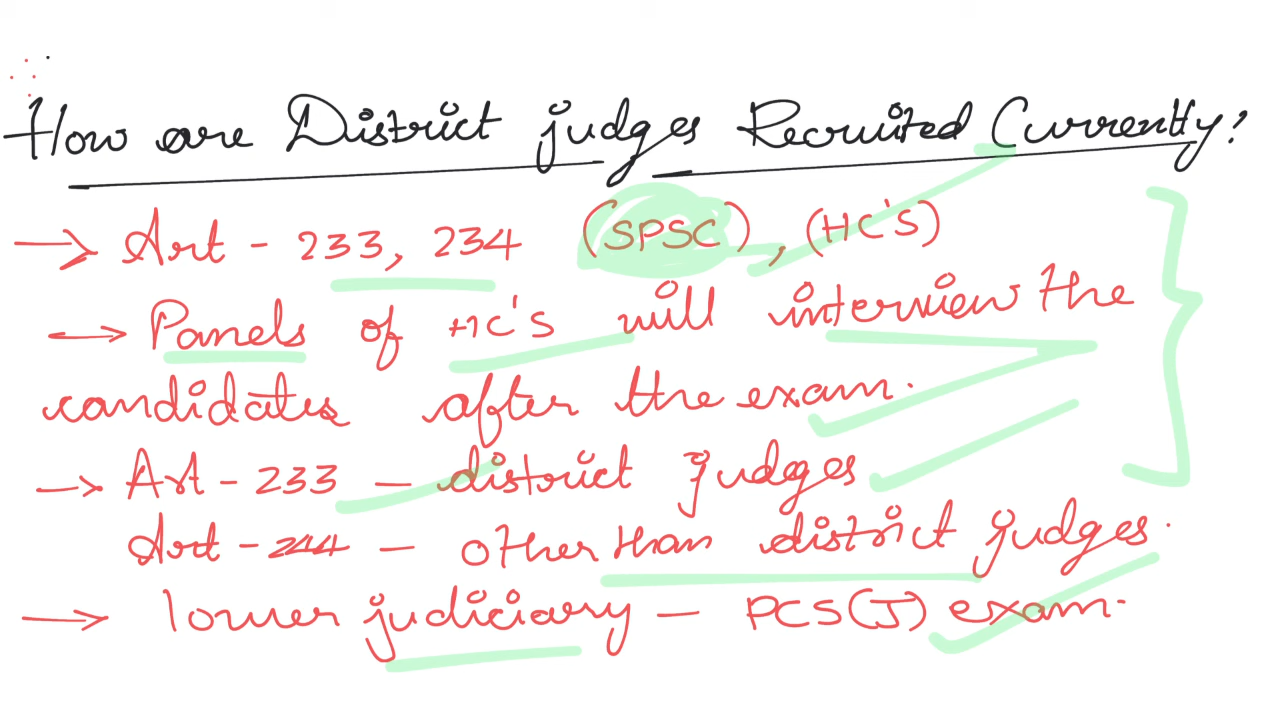 How are District judges Recruited Currently?
→ Art - 233, 234 (SPSC), (HC'S)
→ Panels of HC'S will interview the
candidates after the exam.
→ Art - 233 - district judges
Art - 244 - other than district judges.
→ lower judiciary - PCS(J) exam.